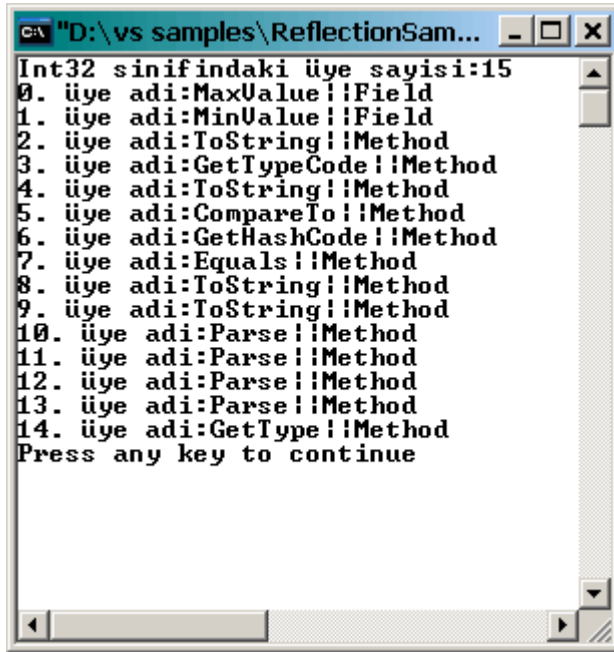 "D:\vs samples\ReflectionSam...
Int32 sinifindaki üye sayisi:15
0. üye adi:MaxValue||Field
1. üye adi:MinValue||Field
2. üye adi:ToString||Method
3. üye adi:GetTypeCode||Method
4. üye adi:ToString||Method
5. üye adi:CompareTo||Method
6. üye adi:GetHashCode||Method
7. üye adi:Equals||Method
8. üye adi:ToString||Method
9. üye adi:ToString||Method
10. üye adi:Parse||Method
11. üye adi:Parse||Method
12. üye adi:Parse||Method
13. üye adi:Parse||Method
14. üye adi:GetType||Method
Press any key to continue